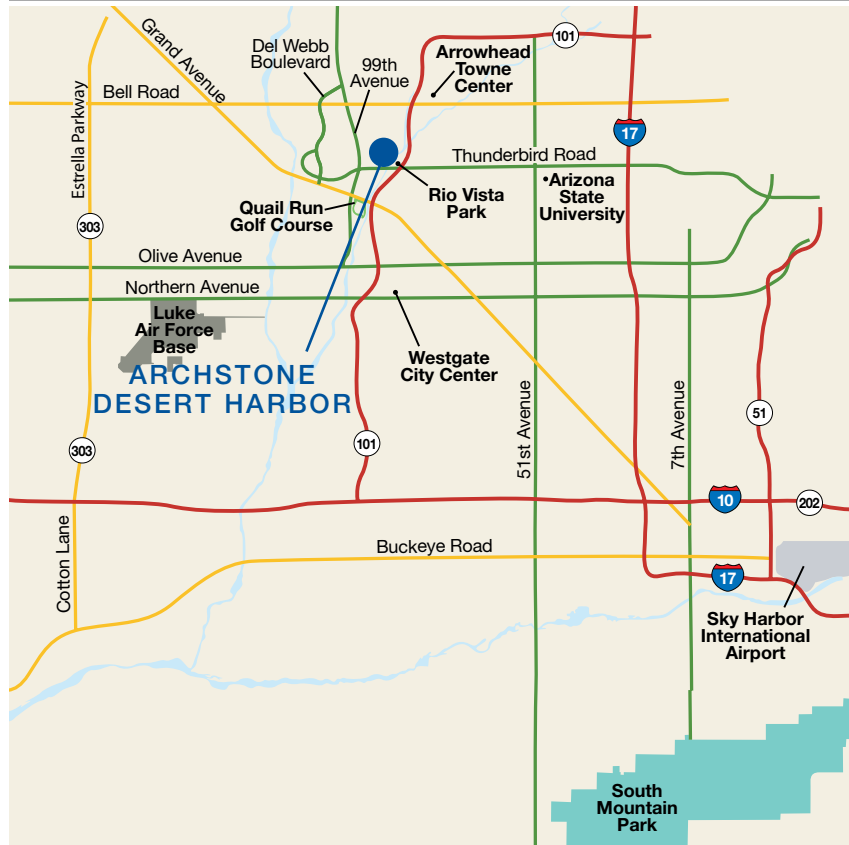 Grand Avenue
Del Webb
Boulevard
99th
Avenue
Arrowhead
Towne
Center
101
Bell Road
Estrella Parkway
17
Thunderbird Road
Rio Vista
Park
Arizona
State
University
Quail Run
Golf Course
303
Olive Avenue
Northern Avenue
Luke
Air Force
Base
Westgate
City Center
ARCHSTONE
DESERT HARBOR
51st Avenue
7th Avenue
51
303
101
10
202
Cotton Lane
Buckeye Road
17
Sky Harbor
International
Airport
South
Mountain
Park